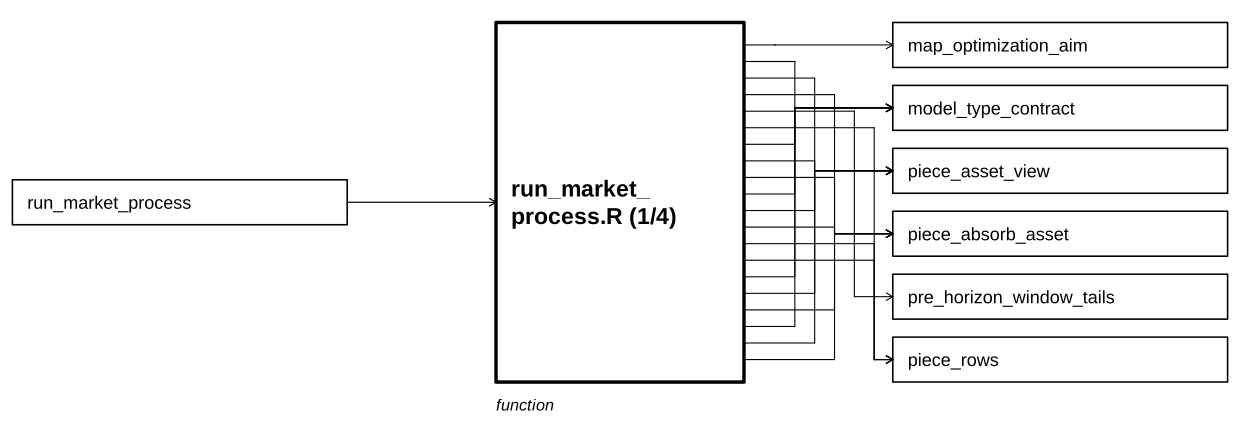 map_optimization_aim
model_type_contract
piece_asset_view
run_market_process
run_market_
process.R (1/4)
piece_absorb_asset
pre_horizon_window_tails
piece_rows
function